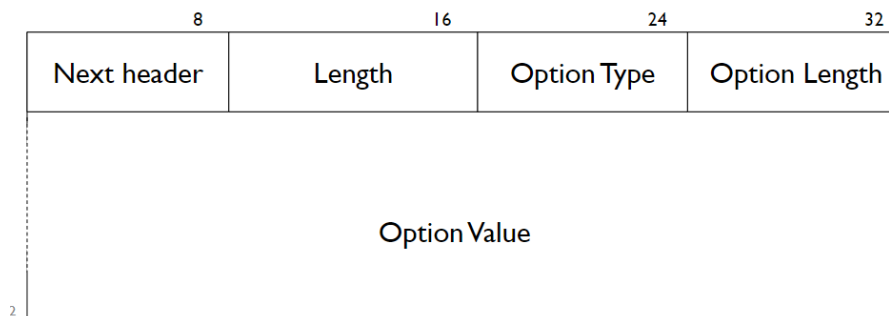 8 16 24 32
Next header Length Option Type Option Length
Option Value
2